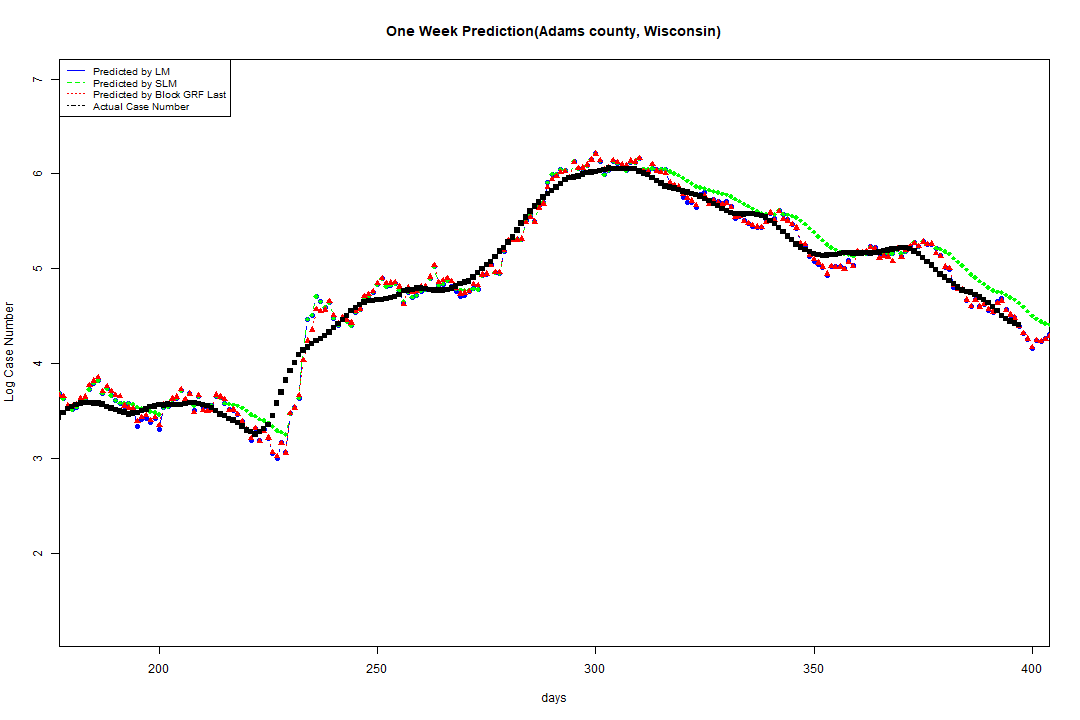 One Week Prediction(Adams county, Wisconsin)
Predicted by LM
Predicted by SLM
Predicted by Block GRF Last
Actual Case Number
7
6
5
4
3
2
Log Case Number
200 250 300 350 400
days